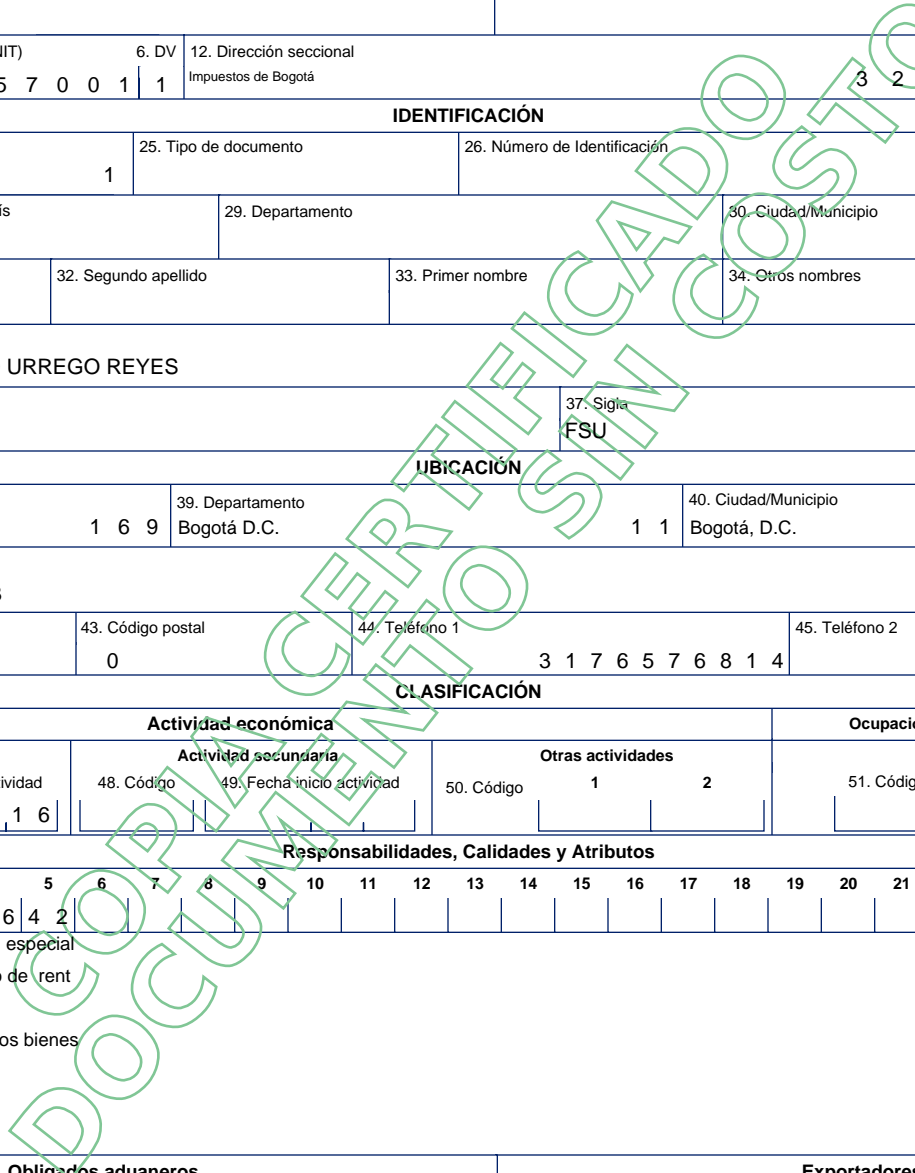 NIT) 6. DV 12. Dirección seccional
5 7 0 0 1 1 Impuestos de Bogotá 3 2
IDENTIFICACIÓN
25. Tipo de documento 26. Número de Identificación
1
ís 29. Departamento 30. Ciudad/Municipio
32. Segundo apellido 33. Primer nombre 34. Otros nombres
URREGO REYES
37. Sigla
FSU
UBICACIÓN
39. Departamento 40. Ciudad/Municipio
1 6 9 Bogotá D.C. 1 1 Bogotá, D.C.
43. Código postal 44. Teléfono 1 45. Teléfono 2
0 3 1 7 6 5 7 6 8 1 4
CLASIFICACIÓN
Actividad económica Ocupació
Actividad secundaria Otras actividades
ividad 48. Código 49. Fecha inicio actividad 50. Código 1 2 51. Códig
1 6
Responsabilidades, Calidades y Atributos
5 6 7 8 9 10 11 12 13 14 15 16 17 18 19 20 21
6 4 2
especial
o de rent
os bienes
Obligados aduaneros Exportadores
COPIA CERTIFICADO
DOCUMENTO SIN COSTO